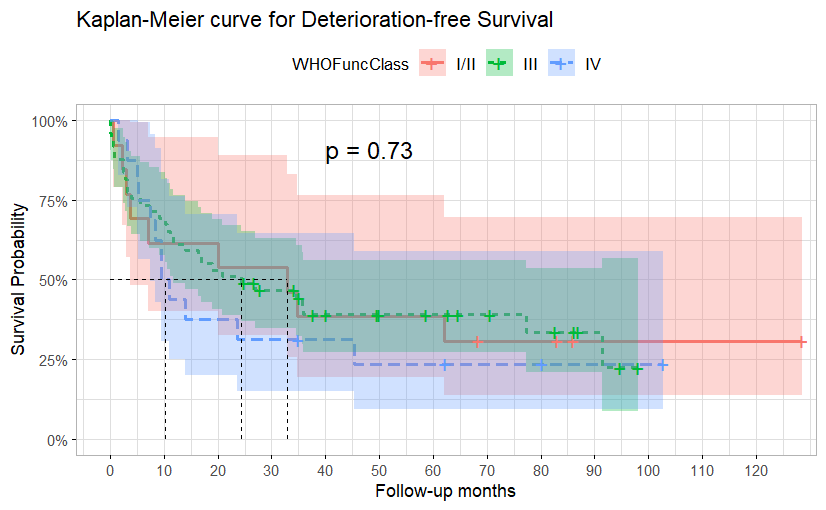 Kaplan-Meier curve for Deterioration-free Survival
WHOFuncClass I/II III IV
p = 0.73
Survival Probability
100%
75%
50%
25%
0%
0 10 20 30 40 50 60 70 80 90 100 110 120
Follow-up months